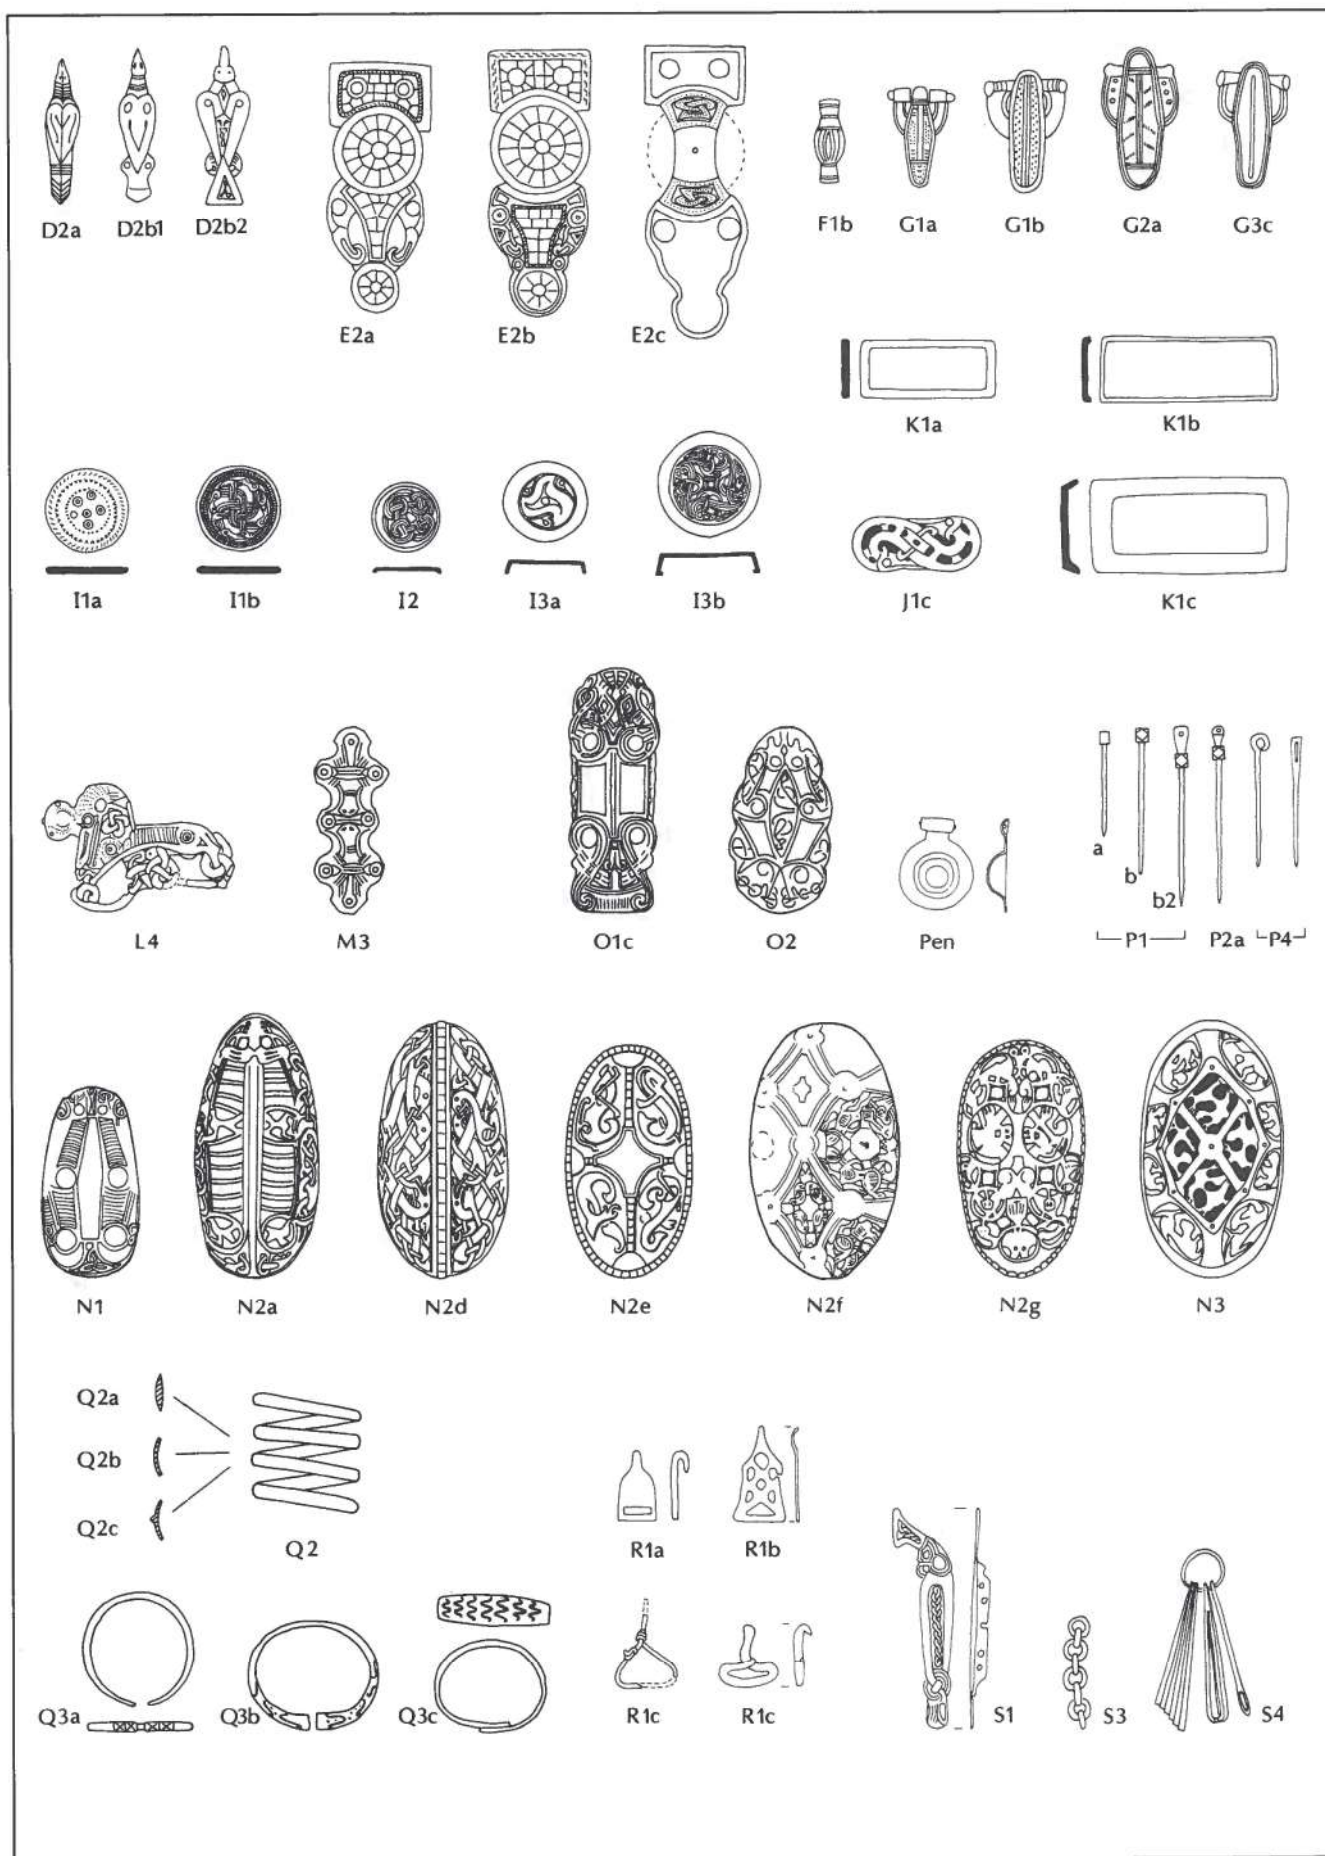 D2a D2b1 D2b2 E2a E2b E2c F1b G1a G1b G2a G3c
K1a K1b
I1a I1b I2 I3a I3b J1c K1c
a
b
b2
L4 M3 O1c O2 Pen P1 P2a P4
N1 N2a N2d N2e N2f N2g N3
Q2a
Q2b
Q2c
Q2 R1a R1b
Q3a Q3b Q3c R1c R1c S1 S3 S4